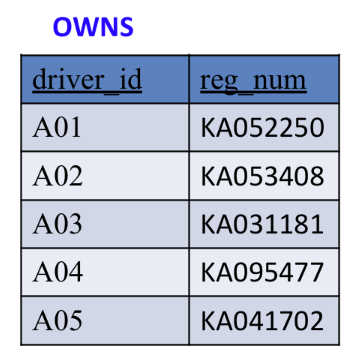 OWNS
driver_id reg_num
A01 KA052250
A02 KA053408
A03 KA031181
A04 KA095477
A05 KA041702